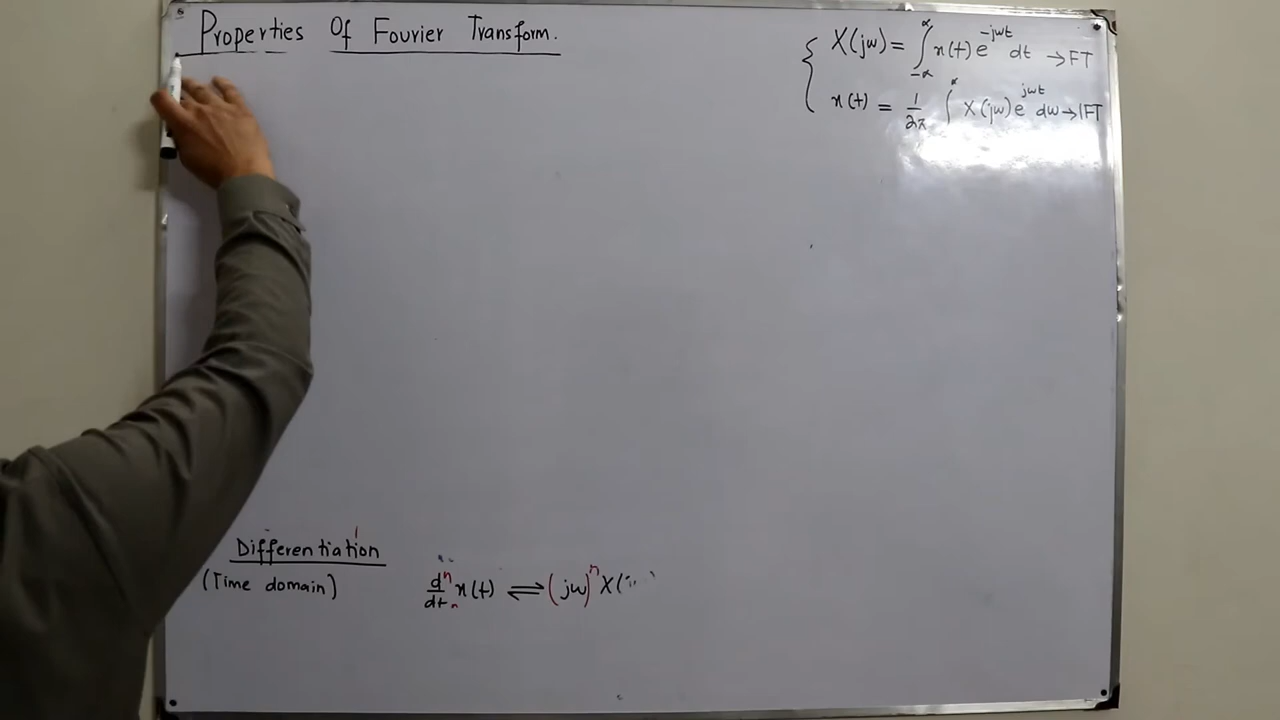 Properties Of Fourier Transform.
X(jw) = ∫_{-∝}^{∝} x(t) e^{-jwt} dt → FT
x(t) = 1/2π ∫^{∝} X(jw) e^{jwt} dw → IFT
Differentiation
(Time domain)
d^n/dt^n x(t) ⇌ (jw)^n X(